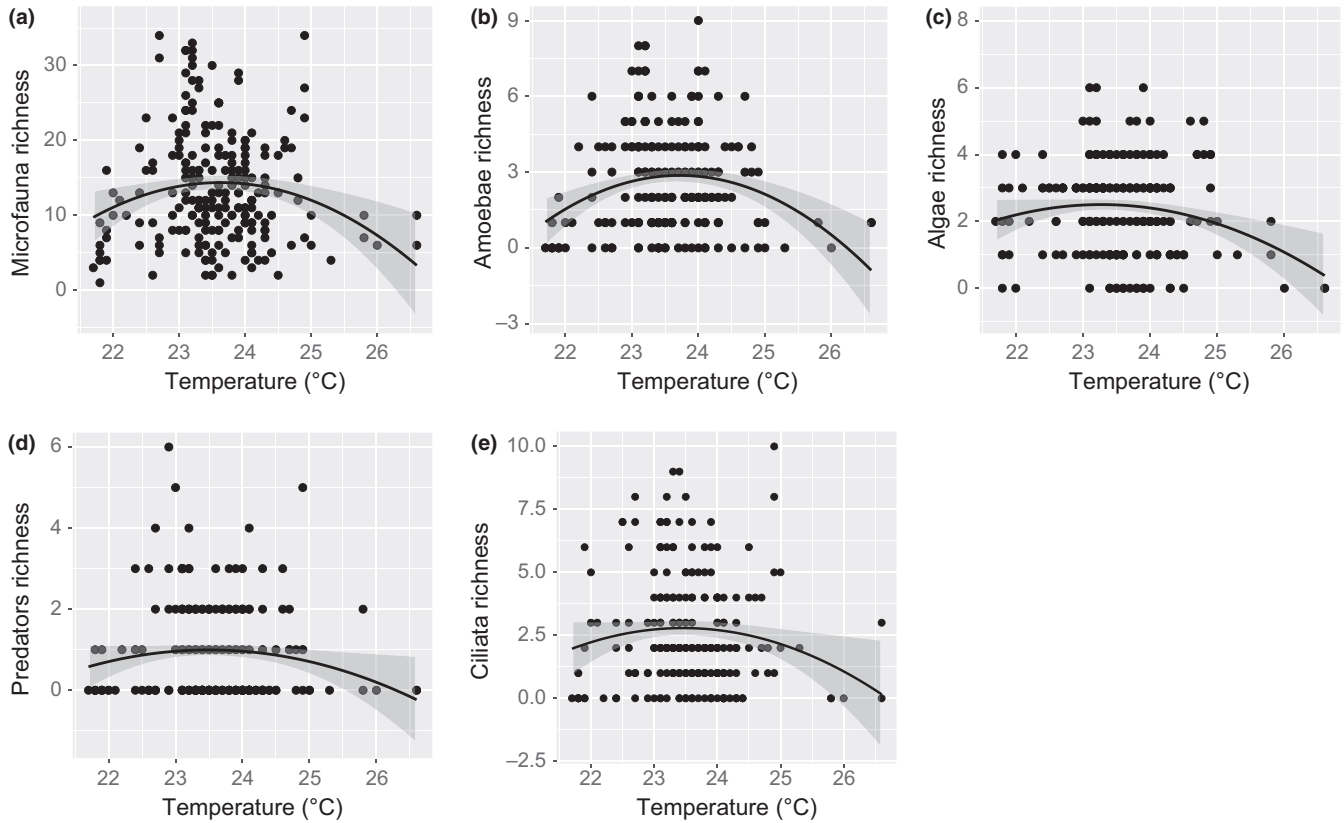 (a)
Microfauna richness
30
20
10
0
22 23 24 25 26
Temperature (°C)
(b)
Amoebae richness
9
6
3
0
–3
22 23 24 25 26
Temperature (°C)
(c)
Algae richness
8
6
4
2
0
22 23 24 25 26
Temperature (°C)
(d)
Predators richness
6
4
2
0
22 23 24 25 26
Temperature (°C)
(e)
Ciliata richness
10.0
7.5
5.0
2.5
0.0
–2.5
22 23 24 25 26
Temperature (°C)